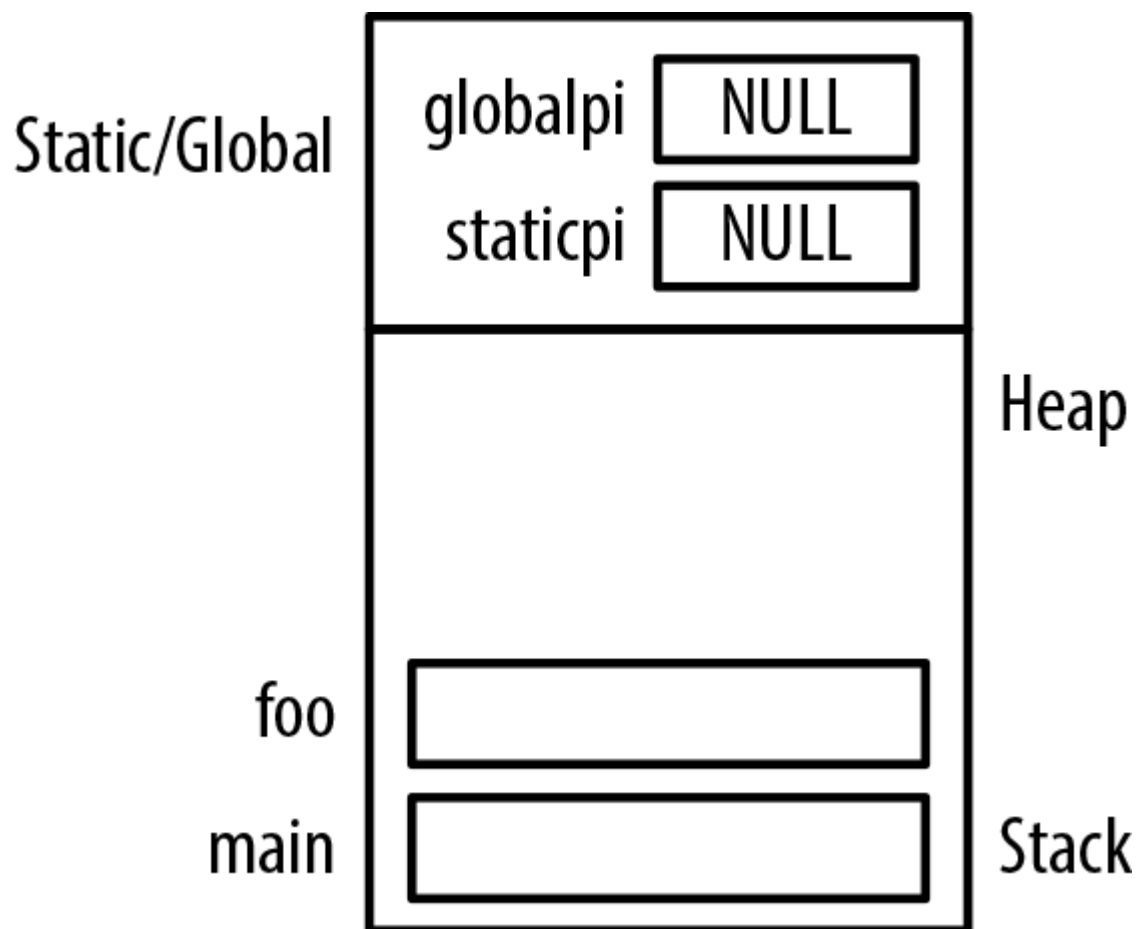 Static/Global
globalpi NULL
staticpi NULL
Heap
foo
main
Stack